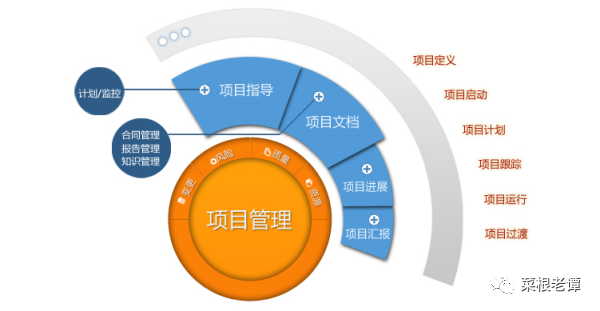 计划/监控
合同管理
报告管理
知识管理
项目指导
项目文档
项目进展
项目汇报
变更
风险
质量
资源
项目管理
项目定义
项目启动
项目计划
项目跟踪
项目运行
项目过渡
菜根老谭